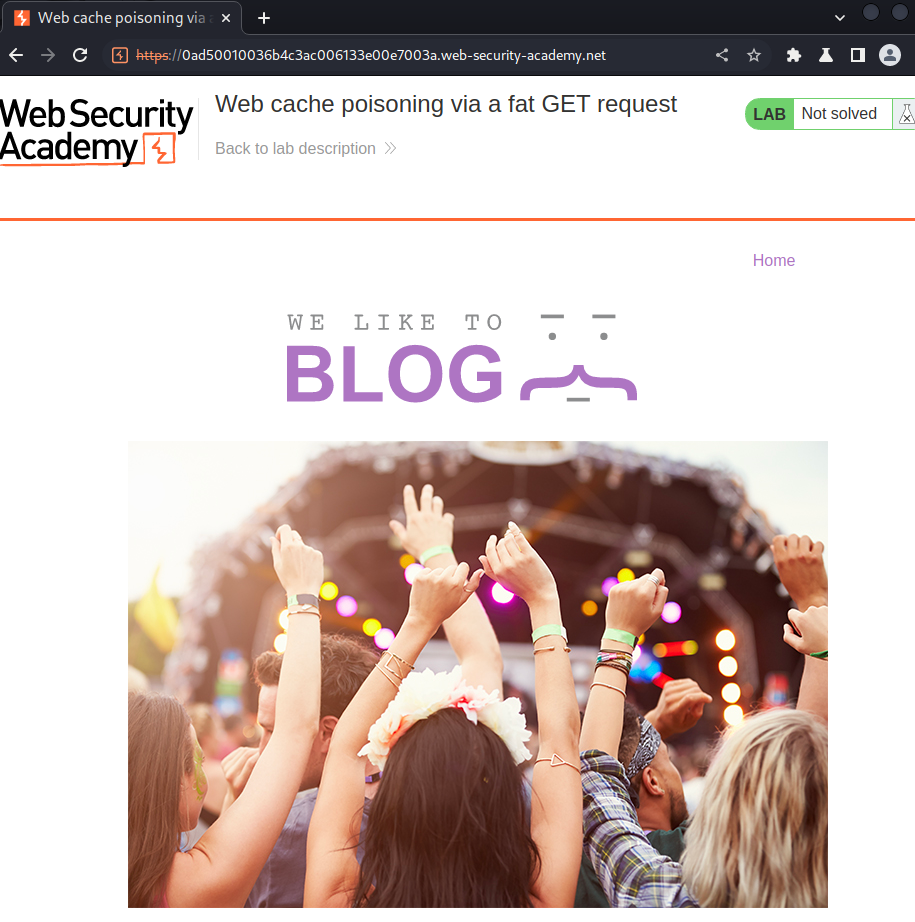 Web cache poisoning via a
https://0ad50010036b4c3ac006133e00e7003a.web-security-academy.net
Web Security
Academy
Web cache poisoning via a fat GET request
Back to lab description
LAB Not solved
Home
WE LIKE TO
BLOG